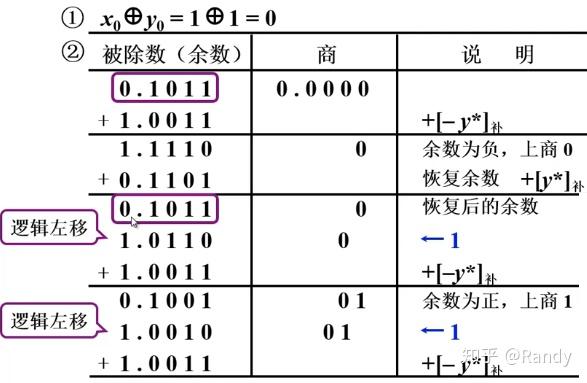 ① x₀⊕y₀ = 1⊕1 = 0
② 被除数（余数） 商 说 明
0.1011 0.0000
+ 1.0011 +[– y*]补
1.1110 0 余数为负，上商 0
+ 0.1101 恢复余数 +[y*]补
0.1011 0 恢复后的余数
逻辑左移 1.0110 0 ←1
+ 1.0011 +[–y*]补
0.1001 01 余数为正，上商 1
逻辑左移 1.0010 01 ←1
+ 1.0011 +[– y*]补
知乎 @Randy